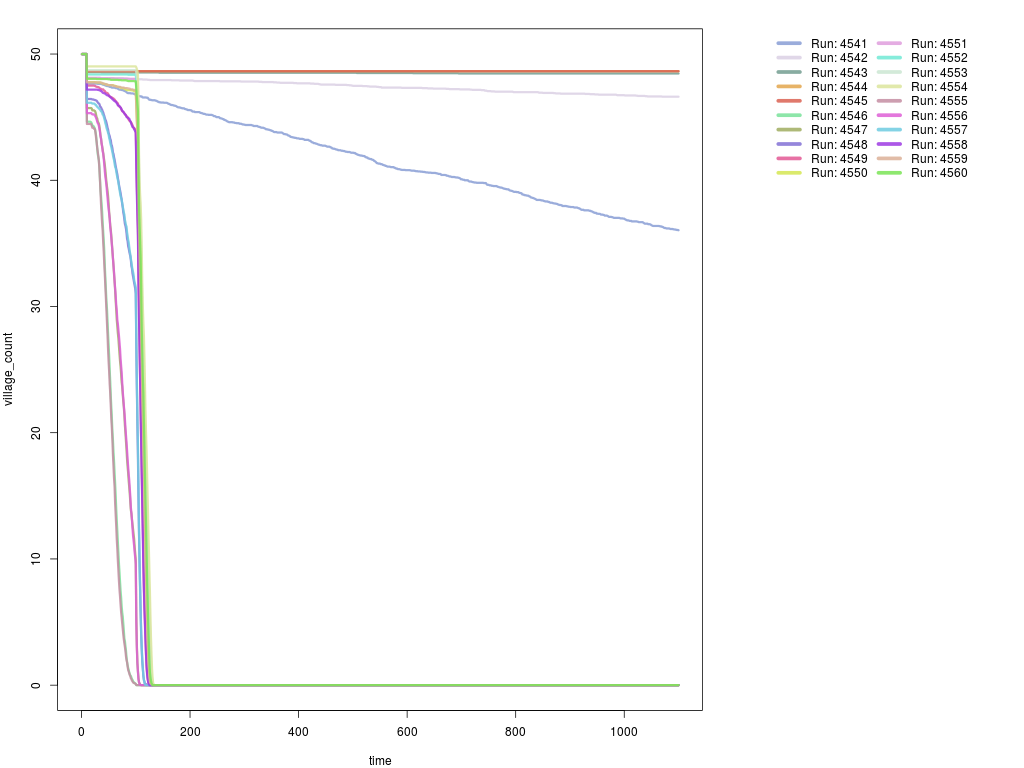 Run: 4541 Run: 4551
Run: 4542 Run: 4552
Run: 4543 Run: 4553
Run: 4544 Run: 4554
Run: 4545 Run: 4555
Run: 4546 Run: 4556
Run: 4547 Run: 4557
Run: 4548 Run: 4558
Run: 4549 Run: 4559
Run: 4550 Run: 4560
50
40
30
20
10
0
village_count
0 200 400 600 800 1000
time